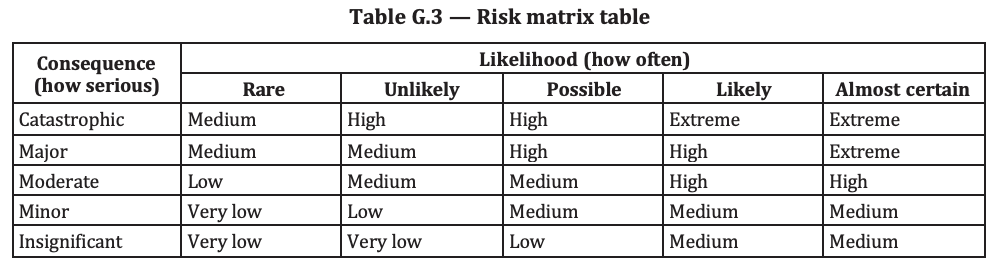 Table G.3 — Risk matrix table
Consequence (how serious) Likelihood (how often)
Rare Unlikely Possible Likely Almost certain
Catastrophic Medium High High Extreme Extreme
Major Medium Medium High High Extreme
Moderate Low Medium Medium High High
Minor Very low Low Medium Medium Medium
Insignificant Very low Very low Low Medium Medium